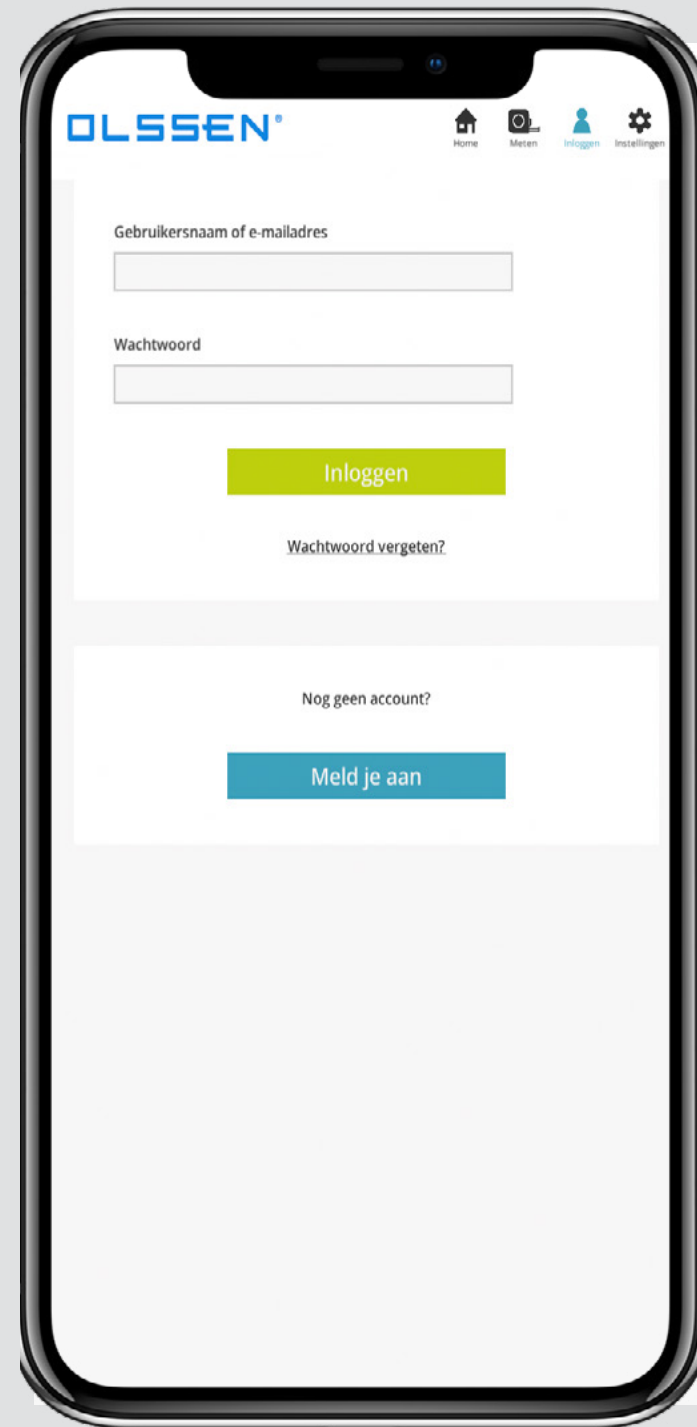 OLSSEN®
Home Meten Inloggen Instellingen
Gebruikersnaam of e-mailadres
Wachtwoord
Inloggen
Wachtwoord vergeten?
Nog geen account?
Meld je aan